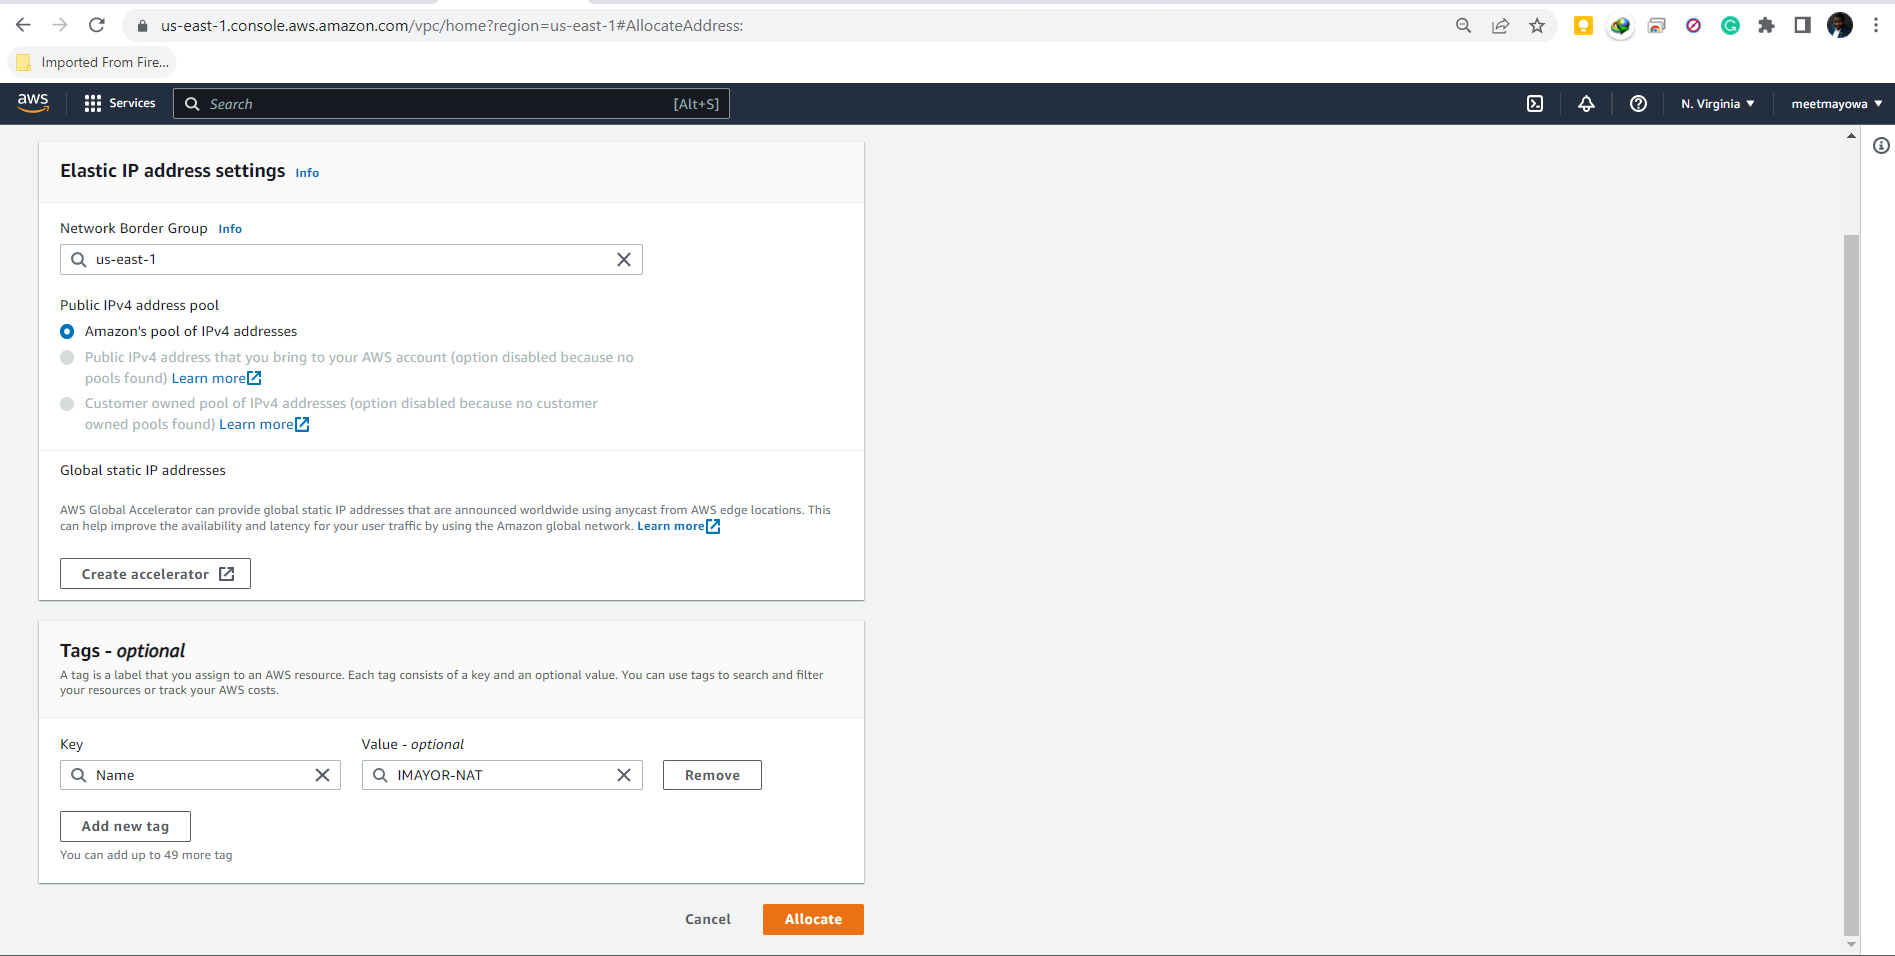 us-east-1.console.aws.amazon.com/vpc/home?region=us-east-1#AllocateAddress:
Imported From Fire...
aws
Services
Search
[Alt+S]
N. Virginia
meetmayowa
Elastic IP address settings Info
Network Border Group Info
us-east-1
Public IPv4 address pool
Amazon's pool of IPv4 addresses
Public IPv4 address that you bring to your AWS account (option disabled because no
pools found) Learn more
Customer owned pool of IPv4 addresses (option disabled because no customer
owned pools found) Learn more
Global static IP addresses
AWS Global Accelerator can provide global static IP addresses that are announced worldwide using anycast from AWS edge locations. This
can help improve the availability and latency for your user traffic by using the Amazon global network. Learn more
Create accelerator
Tags - optional
A tag is a label that you assign to an AWS resource. Each tag consists of a key and an optional value. You can use tags to search and filter
your resources or track your AWS costs.
Key
Value - optional
Name
IMAYOR-NAT
Remove
Add new tag
You can add up to 49 more tag
Cancel
Allocate